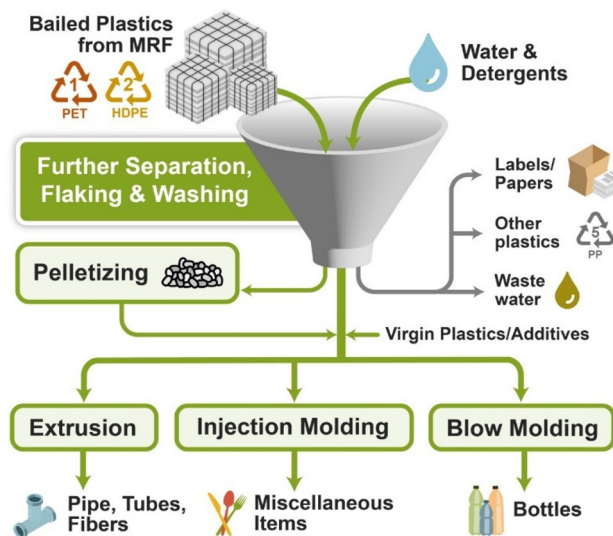 Bailed Plastics
from MRF
1
PET
2
HDPE
Water &
Detergents
Further Separation,
Flaking & Washing
Labels/
Papers
Other
plastics
5
PP
Waste
water
Pelletizing
Virgin Plastics/Additives
Extrusion
Injection Molding
Blow Molding
Pipe, Tubes,
Fibers
Miscellaneous
Items
Bottles